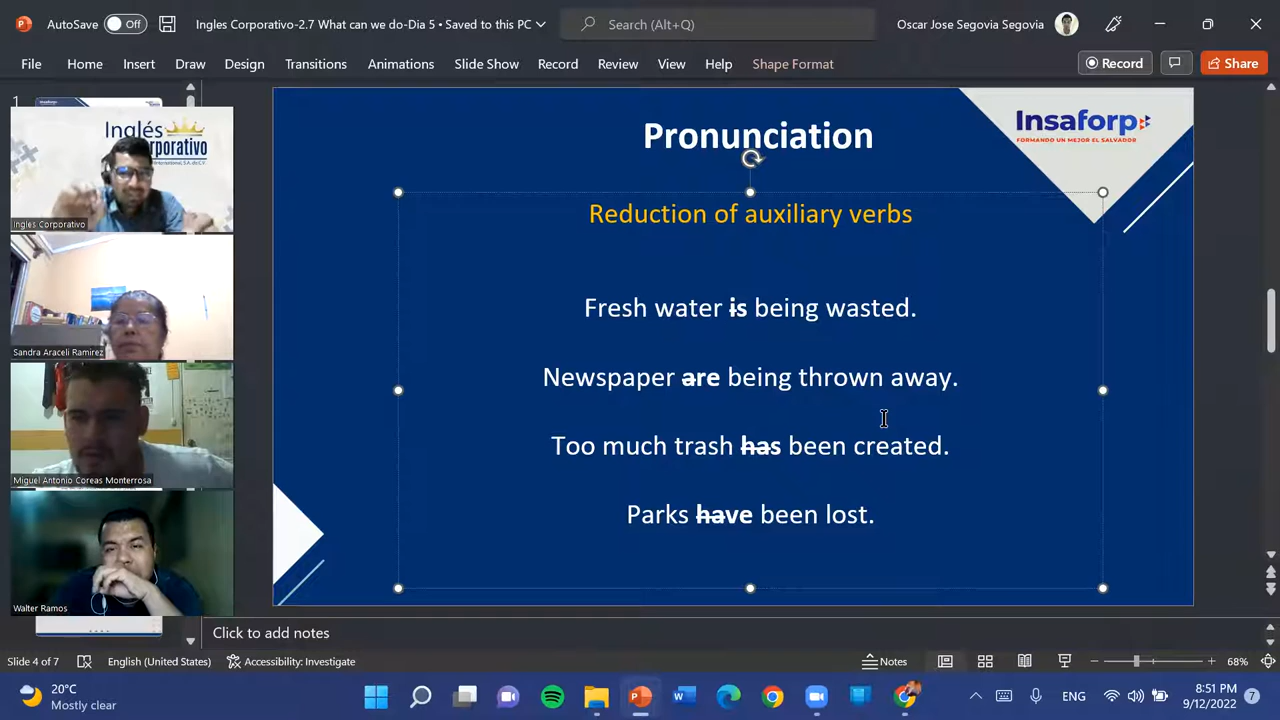 AutoSave Off Ingles Corporativo-2.7 What can we do-Dia 5 • Saved to this PC Search (Alt+Q) Oscar Jose Segovia Segovia
File Home Insert Draw Design Transitions Animations Slide Show Record Review View Help Shape Format Record Share
1
Inglés
Corporativo
International, S.A. de C.V.
Ingles Corporativo
Sandra Araceli Ramirez
Miguel Antonio Coreas Monterrosa
Walter Ramos
Pronunciation
Insaforp
FORMANDO UN MEJOR EL SALVADOR
Reduction of auxiliary verbs
Fresh water is being wasted.
Newspaper are being thrown away.
Too much trash has been created.
Parks have been lost.
Click to add notes
Slide 4 of 7 English (United States) Accessibility: Investigate Notes 68%
20°C
Mostly clear
ENG
8:51 PM
9/12/2022
7